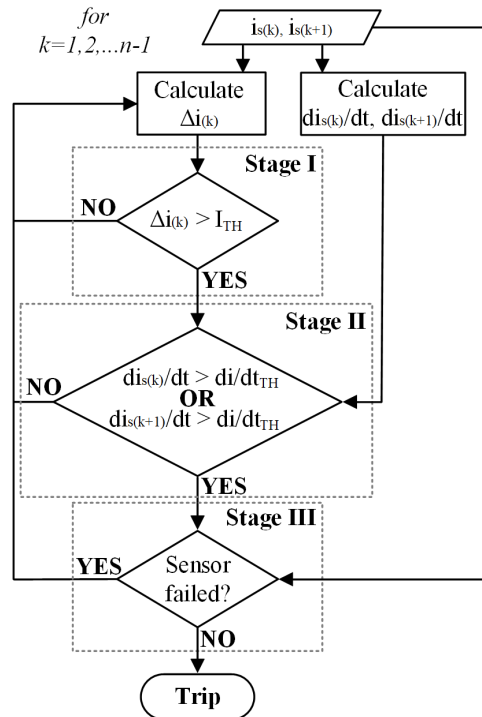 for
k=1,2,...n-1
is(k), is(k+1)
Calculate
Δi(k)
Calculate
dis(k)/dt, dis(k+1)/dt
Stage I
NO
Δi(k) > ITH
YES
Stage II
NO
dis(k)/dt > di/dtTH
OR
dis(k+1)/dt > di/dtTH
YES
Stage III
YES
Sensor
failed?
NO
Trip